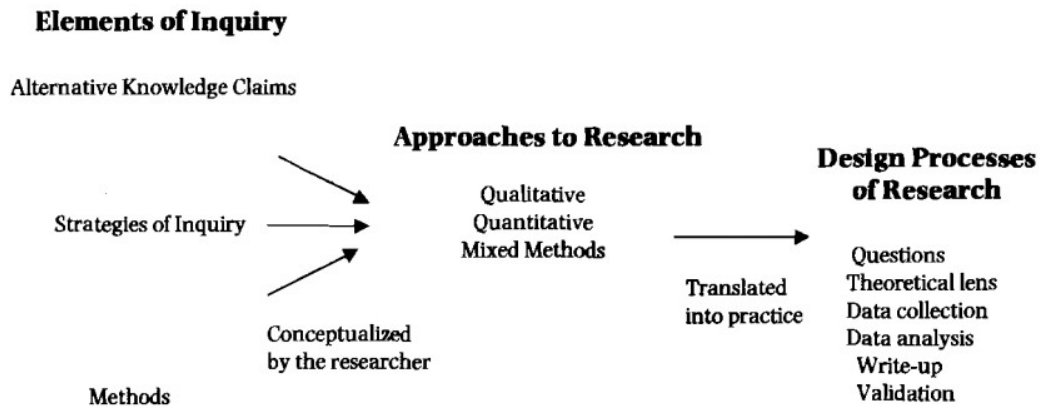 Elements of Inquiry
Alternative Knowledge Claims
Strategies of Inquiry
Conceptualized
by the researcher
Methods
Approaches to Research
Qualitative
Quantitative
Mixed Methods
Translated
into practice
Design Processes
of Research
Questions
Theoretical lens
Data collection
Data analysis
Write-up
Validation